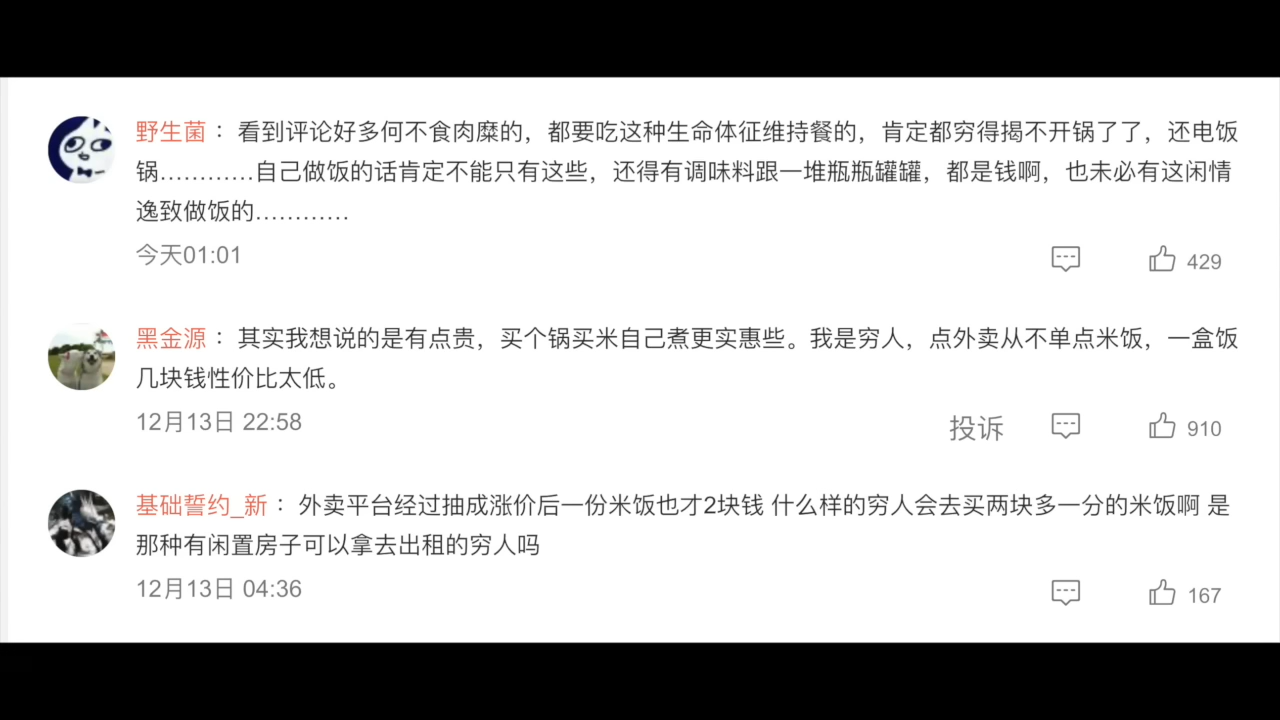 野生菌：看到评论好多何不食肉糜的，都要吃这种生命体征维持餐的，肯定都穷得揭不开锅了了，还电饭
锅…………自己做饭的话肯定不能只有这些，还得有调味料跟一堆瓶瓶罐罐，都是钱啊，也未必有这闲情
逸致做饭的…………
今天01:01
429
黑金源：其实我想说的是有点贵，买个锅买米自己煮更实惠些。我是穷人，点外卖从不单点米饭，一盒饭
几块钱性价比太低。
12月13日 22:58
投诉
910
基础誓约_新：外卖平台经过抽成涨价后一份米饭也才2块钱 什么样的穷人会去买两块多一分的米饭啊 是
那种有闲置房子可以拿去出租的穷人吗
12月13日 04:36
167